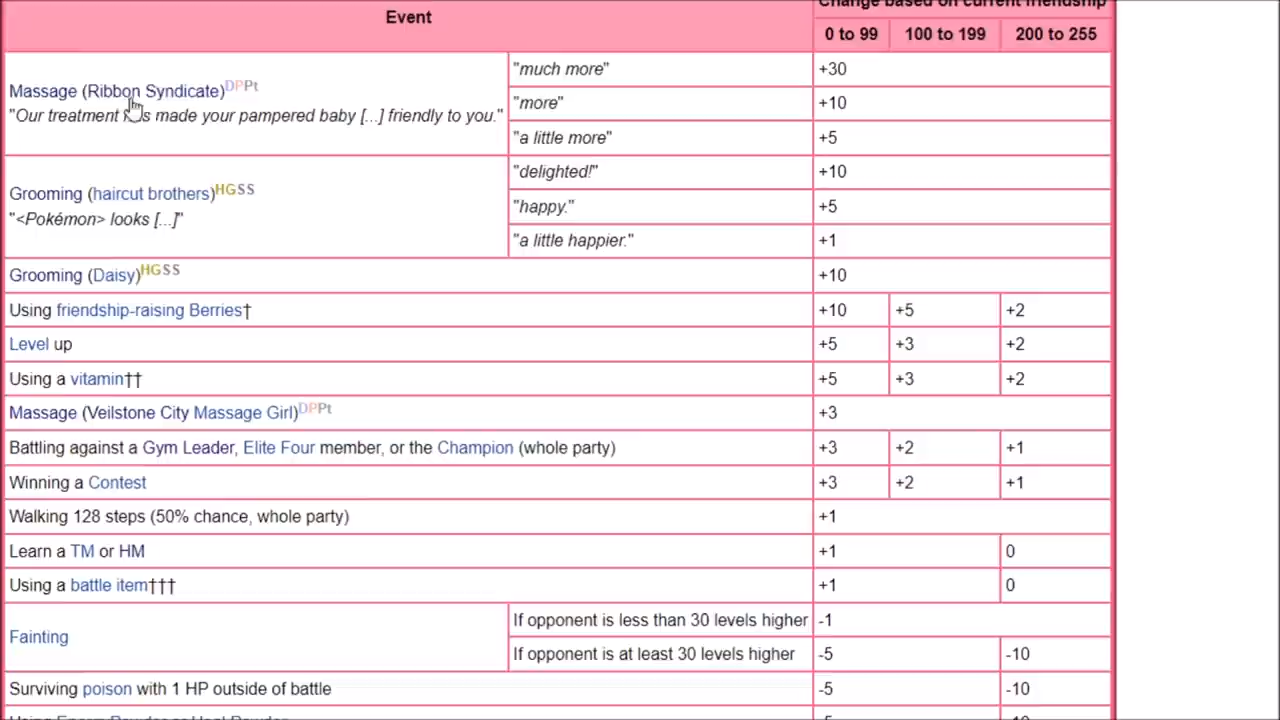 Change based on current friendship
Event
0 to 99 100 to 199 200 to 255
Massage (Ribbon Syndicate)DPPt
"Our treatment has made your pampered baby [...] friendly to you."
"much more" +30
"more" +10
"a little more" +5
Grooming (haircut brothers)HGSS
"<Pokémon> looks [...]"
"delighted!" +10
"happy." +5
"a little happier." +1
Grooming (Daisy)HGSS +10
Using friendship-raising Berries† +10 +5 +2
Level up +5 +3 +2
Using a vitamin†† +5 +3 +2
Massage (Veilstone City Massage Girl)DPPt +3
Battling against a Gym Leader, Elite Four member, or the Champion (whole party) +3 +2 +1
Winning a Contest +3 +2 +1
Walking 128 steps (50% chance, whole party) +1
Learn a TM or HM +1 0
Using a battle item††† +1 0
Fainting
If opponent is less than 30 levels higher -1
If opponent is at least 30 levels higher -5 -10
Surviving poison with 1 HP outside of battle -5 -10